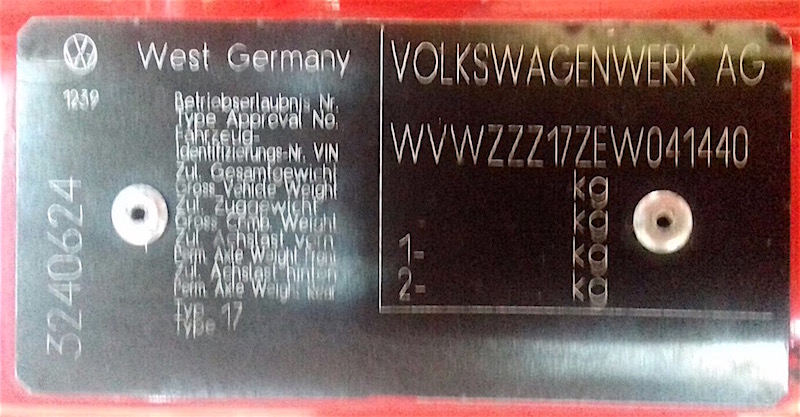 West Germany
1239
Betriebserlaubnis Nr.
Type Approval No.
Fahrzeug-
Identifizierungs-Nr. VIN
Zul. Gesamtgewicht
Gross Vehicle Weight
Zul. Zuggewicht
Gross Cmb. Weight
Zul. Achslast vorn
Perm. Axle Weight front
Zul. Achslast hinten
Perm. Axle Weight Rear
Typ
Type 17
3240624
VOLKSWAGENWERK AG
WVWZZZ17ZEW041440
KG
KG
1- KG
2- KG